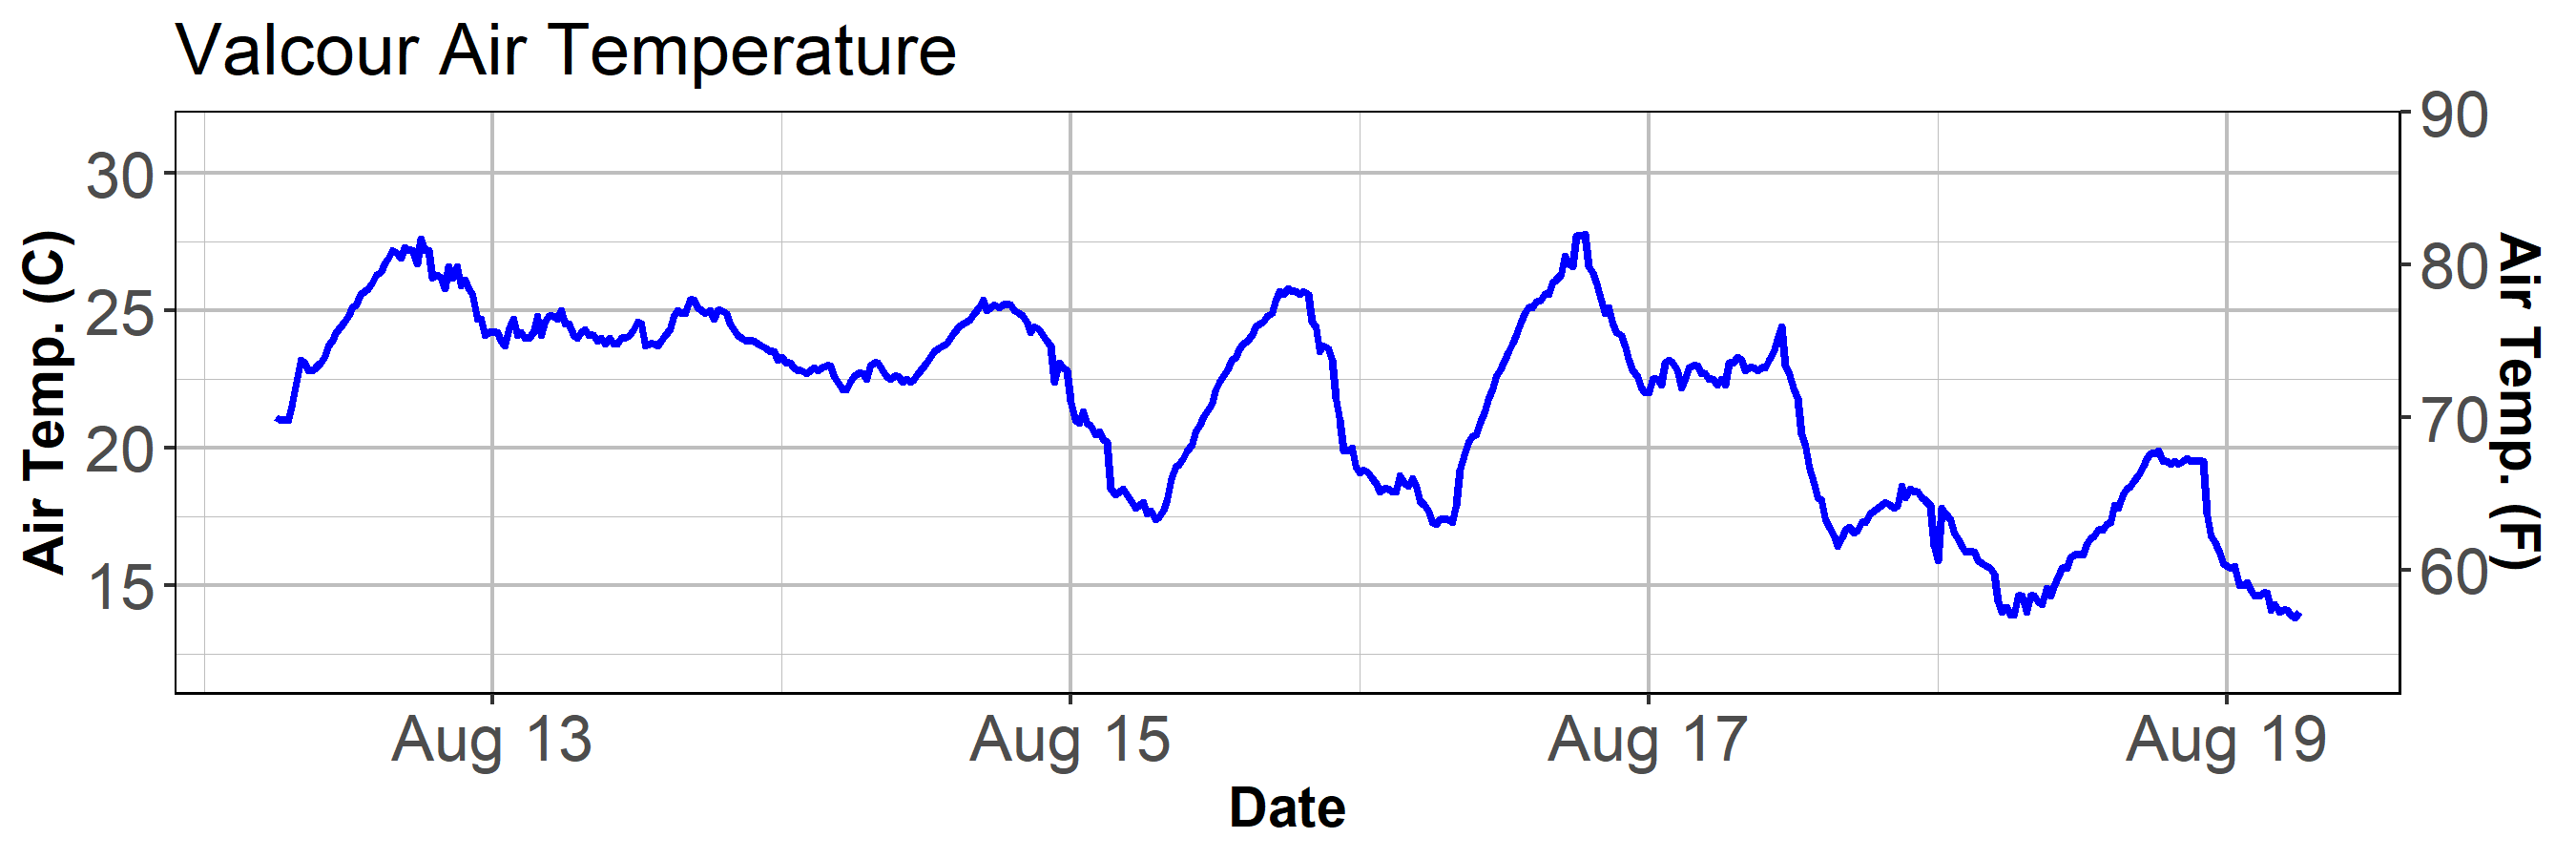 Valcour Air Temperature
Air Temp. (C)
30
25
20
15
90
80
70
60
Air Temp. (F)
Aug 13
Aug 15
Aug 17
Aug 19
Date